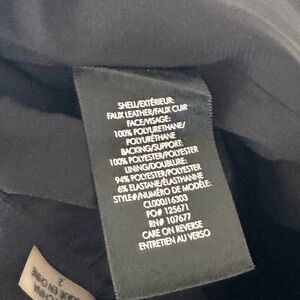 SHELL/EXTÉRIEUR:
FAUX LEATHER/FAUX CUIR
FACE/VISAGE:
100% POLYURETHANE/
POLYURÉTHANE
BACKING/SUPPORT:
100% POLYESTER/POLYESTER
LINING/DOUBLURE:
94% POLYESTER/POLYESTER
6% ELASTANE/ÉLASTHANNE
STYLE#/NUMÉRO DE MODÈLE:
CL000J16303
PO# 125671
RN# 107677
CARE ON REVERSE
ENTRETIEN AU VERSO